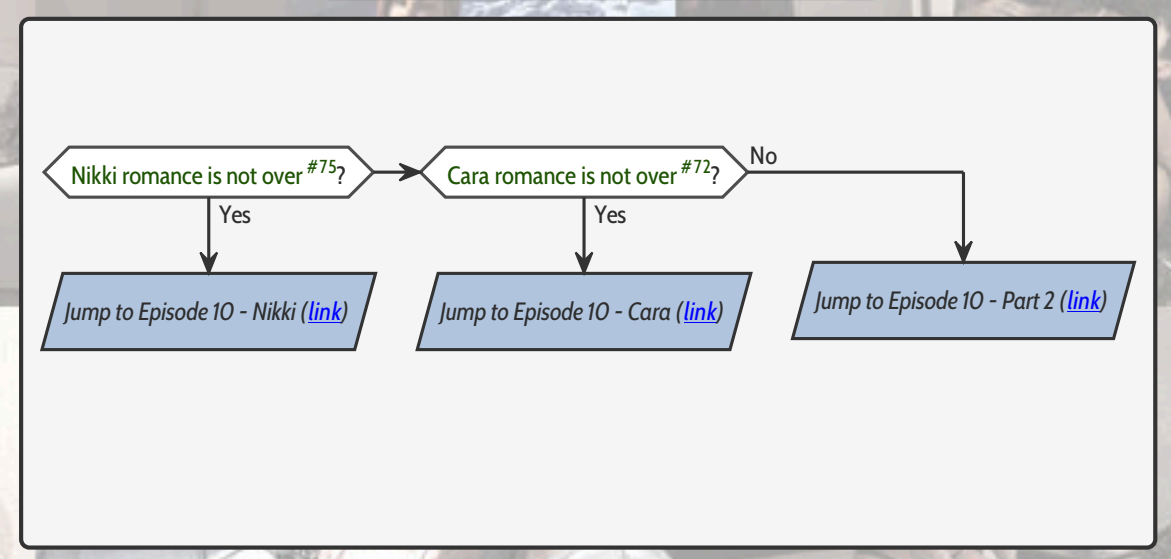 Nikki romance is not over #75?
Cara romance is not over #72?
No
Yes
Yes
Jump to Episode 10 - Nikki (link)
Jump to Episode 10 - Cara (link)
Jump to Episode 10 - Part 2 (link)